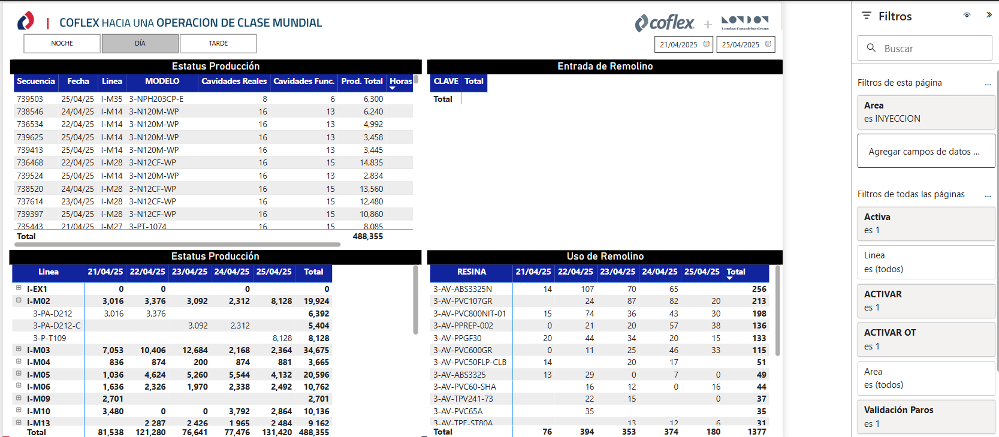 COFLEX HACIA UNA OPERACION DE CLASE MUNDIAL
coflex + LONDON
London Consulting Group
NOCHE DÍA TARDE
21/04/2025 25/04/2025
Estatus Producción
Secuencia Fecha Linea MODELO Cavidades Reales Cavidades Func. Prod. Total Horas
739503 25/04/25 I-M35 3-NPH203CP-E 8 6 6,300
738546 24/04/25 I-M14 3-N120M-WP 16 13 6,240
736534 22/04/25 I-M14 3-N120M-WP 16 13 4,992
739625 25/04/25 I-M14 3-N120M-WP 16 13 3,458
739413 25/04/25 I-M14 3-N120M-WP 16 13 3,445
736468 22/04/25 I-M28 3-N12CF-WP 16 15 14,835
739524 25/04/25 I-M14 3-N120M-WP 16 13 2,834
738520 24/04/25 I-M28 3-N12CF-WP 16 15 13,560
737614 23/04/25 I-M28 3-N12CF-WP 16 15 12,480
739397 25/04/25 I-M28 3-N12CF-WP 16 15 10,860
735443 21/04/25 I-M27 3-PT-1074 16 15 8,085
Total 488,355
Entrada de Remolino
CLAVE Total
Total
Estatus Producción
Linea 21/04/25 22/04/25 23/04/25 24/04/25 25/04/25 Total
I-EX1 0 0 0 0 0 0
I-M02 3,016 3,376 3,092 2,312 8,128 19,924
3-PA-D212 3,016 3,376 6,392
3-PA-D212-C 3,092 2,312 5,404
3-P-T109 8,128 8,128
I-M03 7,053 10,406 12,684 2,168 2,364 34,675
I-M04 836 874 200 874 881 3,665
I-M05 1,036 4,624 5,260 5,544 4,132 20,596
I-M06 1,636 2,326 1,970 2,338 2,492 10,762
I-M09 2,701 2,701
I-M10 3,480 0 0 3,792 2,864 10,136
I-M13 2,287 2,426 1,965 2,484 9,162
Total 81,538 121,280 76,641 77,476 131,420 488,355
Uso de Remolino
RESINA 21/04/25 22/04/25 23/04/25 24/04/25 25/04/25 Total
3-AV-ABS3325N 14 107 70 65 256
3-AV-PVC107GR 24 87 82 20 213
3-AV-PVC800NIT-01 15 74 36 43 30 198
3-AV-PPREP-002 0 21 20 57 38 136
3-AV-PPGF30 20 44 34 20 15 133
3-AV-PVC600GR 0 11 25 46 33 115
3-AV-PVC50FLP-CLB 14 20 17 51
3-AV-ABS3325 13 29 0 7 0 49
3-AV-PVC60-SHA 16 12 0 16 44
3-AV-TPV241-73 22 15 0 37
3-AV-PVC65A 35 35
3-AV-TPE-ST80A 13 12 6 31
Total 76 394 353 374 180 1377
Filtros
Buscar
Filtros de esta página ...
Area
es INYECCION
Agregar campos de datos ...
Filtros de todas las páginas ...
Activa
es 1
Linea
es (todos)
ACTIVAR
es 1
ACTIVAR OT
es 1
Area
es (todos)
Validación Paros
es 1